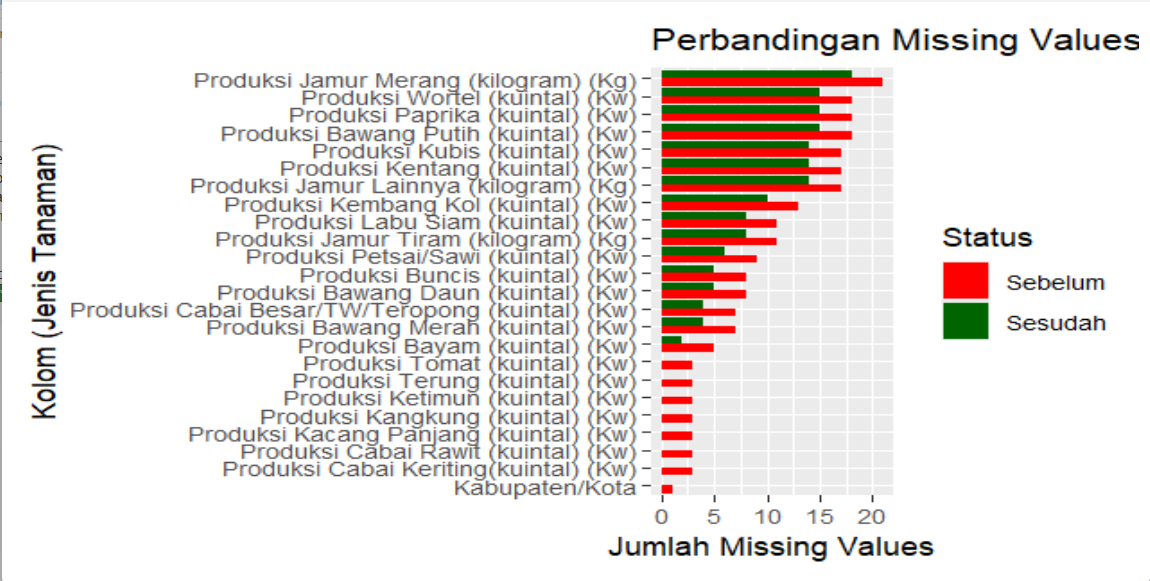 Perbandingan Missing Values
Kolom (Jenis Tanaman)
Produksi Jamur Merang (kilogram) (Kg)
Produksi Wortel (kuintal) (Kw)
Produksi Paprika (kuintal) (Kw)
Produksi Bawang Putih (kuintal) (Kw)
Produksi Kubis (kuintal) (Kw)
Produksi Kentang (kuintal) (Kw)
Produksi Jamur Lainnya (kilogram) (Kg)
Produksi Kembang Kol (kuintal) (Kw)
Produksi Labu Siam (kuintal) (Kw)
Produksi Jamur Tiram (kilogram) (Kg)
Produksi Petsai/Sawi (kuintal) (Kw)
Produksi Buncis (kuintal) (Kw)
Produksi Bawang Daun (kuintal) (Kw)
Produksi Cabai Besar/TW/Teropong (kuintal) (Kw)
Produksi Bawang Merah (kuintal) (Kw)
Produksi Bayam (kuintal) (Kw)
Produksi Tomat (kuintal) (Kw)
Produksi Terung (kuintal) (Kw)
Produksi Ketimun (kuintal) (Kw)
Produksi Kangkung (kuintal) (Kw)
Produksi Kacang Panjang (kuintal) (Kw)
Produksi Cabai Rawit (kuintal) (Kw)
Produksi Cabai Keriting(kuintal) (Kw)
Kabupaten/Kota
0 5 10 15 20
Jumlah Missing Values
Status
Sebelum
Sesudah